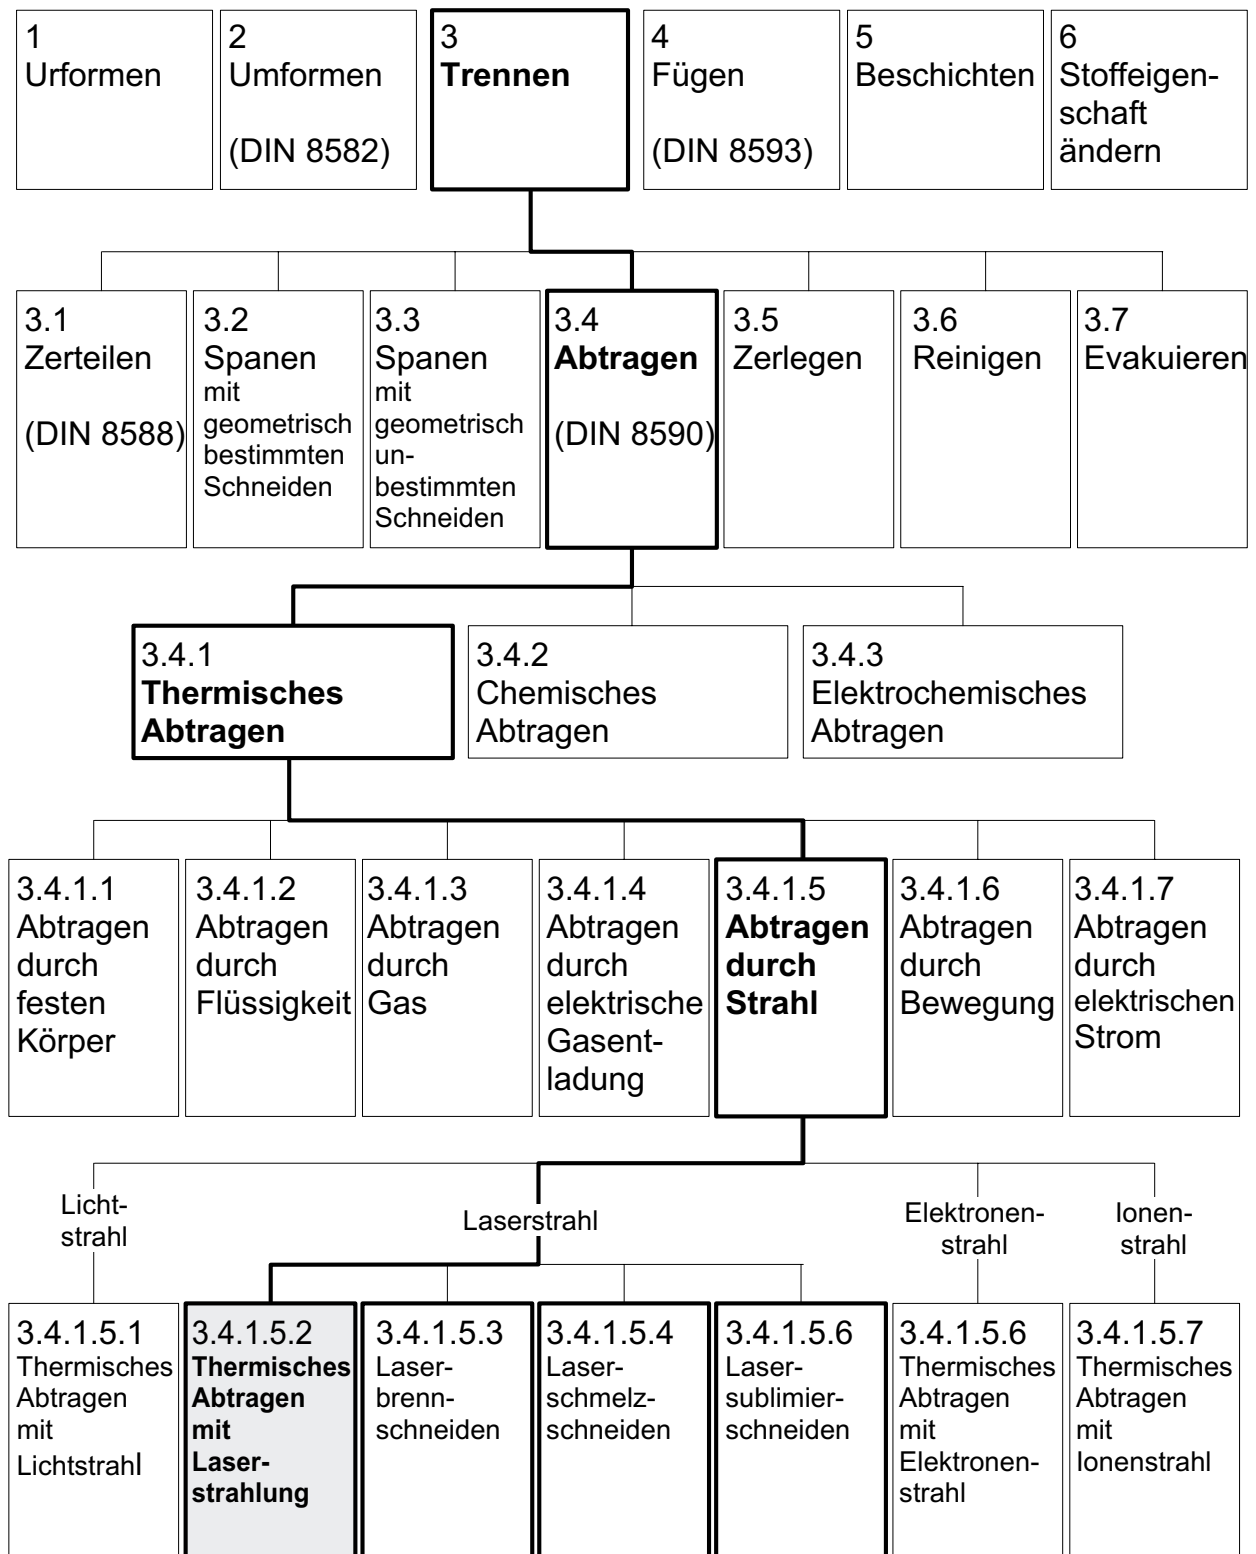 1
Urformen
2
Umformen
(DIN 8582)
3
Trennen
4
Fügen
(DIN 8593)
5
Beschichten
6
Stoffeigen-
schaft
ändern
3.1
Zerteilen
(DIN 8588)
3.2
Spanen
mit
geometrisch
bestimmten
Schneiden
3.3
Spanen
mit
geometrisch
un-
bestimmten
Schneiden
3.4
Abtragen
(DIN 8590)
3.5
Zerlegen
3.6
Reinigen
3.7
Evakuieren
3.4.1
Thermisches
Abtragen
3.4.2
Chemisches
Abtragen
3.4.3
Elektrochemisches
Abtragen
3.4.1.1
Abtragen
durch
festen
Körper
3.4.1.2
Abtragen
durch
Flüssigkeit
3.4.1.3
Abtragen
durch
Gas
3.4.1.4
Abtragen
durch
elektrische
Gasent-
ladung
3.4.1.5
Abtragen
durch
Strahl
3.4.1.6
Abtragen
durch
Bewegung
3.4.1.7
Abtragen
durch
elektrischen
Strom
Licht-
strahl
Laserstrahl
Elektronen-
strahl
Ionen-
strahl
3.4.1.5.1
Thermisches
Abtragen
mit
Lichtstrahl
3.4.1.5.2
Thermisches
Abtragen
mit
Laser-
strahlung
3.4.1.5.3
Laser-
brenn-
schneiden
3.4.1.5.4
Laser-
schmelz-
schneiden
3.4.1.5.6
Laser-
sublimier-
schneiden
3.4.1.5.6
Thermisches
Abtragen
mit
Elektronen-
strahl
3.4.1.5.7
Thermisches
Abtragen
mit
Ionenstrahl